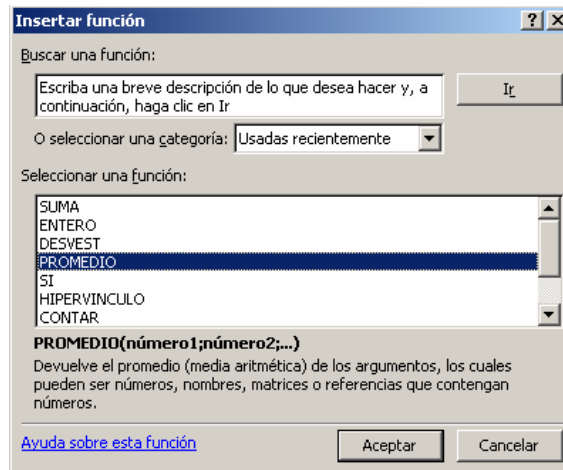 Insertar función
Buscar una función:
Escriba una breve descripción de lo que desea hacer y, a
continuación, haga clic en Ir
Ir
O seleccionar una categoría: Usadas recientemente
Seleccionar una función:
SUMA
ENTERO
DESVEST
PROMEDIO
SI
HIPERVINCULO
CONTAR
PROMEDIO(número1;número2;...)
Devuelve el promedio (media aritmética) de los argumentos, los cuales
pueden ser números, nombres, matrices o referencias que contengan
números.
Ayuda sobre esta función
Aceptar
Cancelar